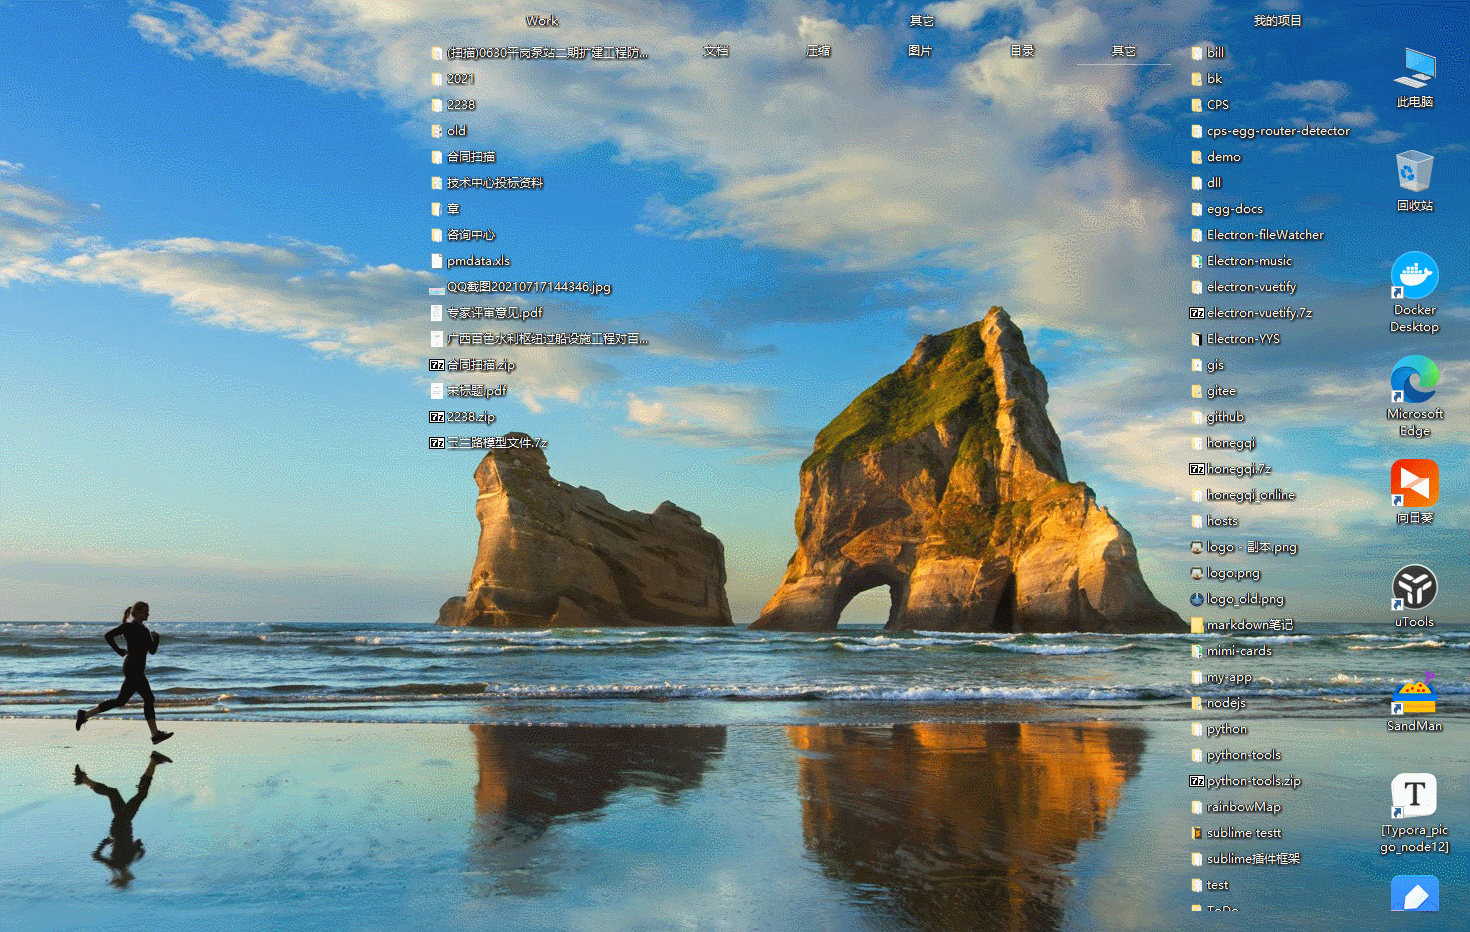 Work
(扫描)0630平岗泵站二期扩建工程防...
2021
2238
old
合同扫描
技术中心投标资料
章
咨询中心
pmdata.xls
QQ截图20210717144346.jpg
专家评审意见.pdf
广西百色水利枢纽过船设施工程对百...
合同扫描.zip
未标题.pdf
2238.zip
三路模型文件.7z
其它
文档
压缩
图片
目录
其它
我的项目
bill
bk
CPS
cps-egg-router-detector
demo
dll
egg-docs
Electron-fileWatcher
Electron-music
electron-vuetify
electron-vuetify.7z
Electron-YYS
gis
gitee
github
honegqi
honegqi.7z
honegqi_online
hosts
logo - 副本.png
logo.png
logo_old.png
markdown笔记
mimi-cards
my-app
nodejs
python
python-tools
python-tools.zip
rainbowMap
sublime testt
sublime插件框架
test
ToDo
此电脑
回收站
Docker
Desktop
Microsoft
Edge
向日葵
uTools
SandMan
T
[Typora_pic
go_node12]